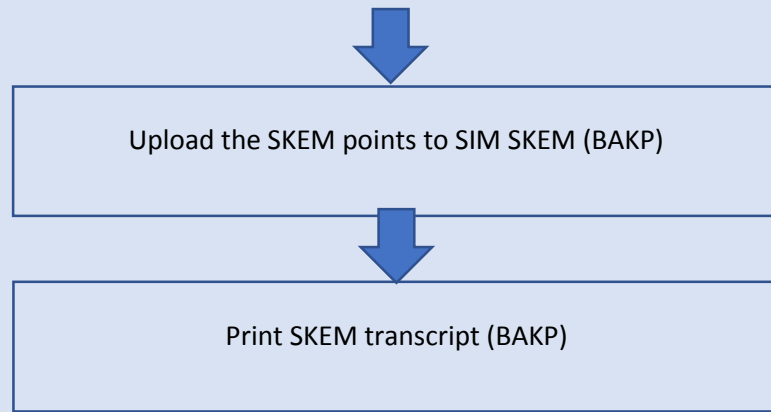 Upload the SKEM points to SIM SKEM (BAKP)
Print SKEM transcript (BAKP)